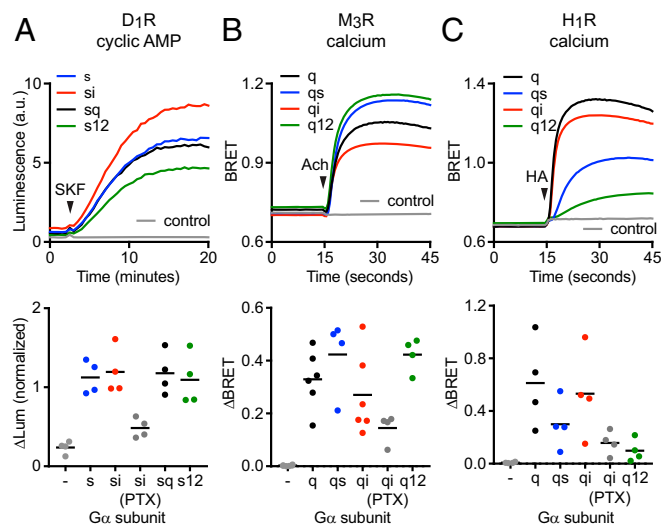 A
D1R
cyclic AMP
Luminescence (a.u.)
10
5
0
s
si
sq
s12
SKF
control
0
10
20
Time (minutes)
B
M3R
calcium
BRET
1.2
0.9
0.6
q
qs
qi
q12
Ach
control
0
15
30
45
Time (seconds)
C
H1R
calcium
BRET
1.4
1.0
0.6
q
qi
qs
q12
HA
control
0
15
30
45
Time (seconds)
ΔLum (normalized)
2
1
0
- s si si sq s12
(PTX)
Gα subunit
ΔBRET
0.6
0.4
0.2
0.0
- q qs qi qi q12
(PTX)
Gα subunit
ΔBRET
1.2
0.8
0.4
0.0
- q qs qi qi q12
(PTX)
Gα subunit